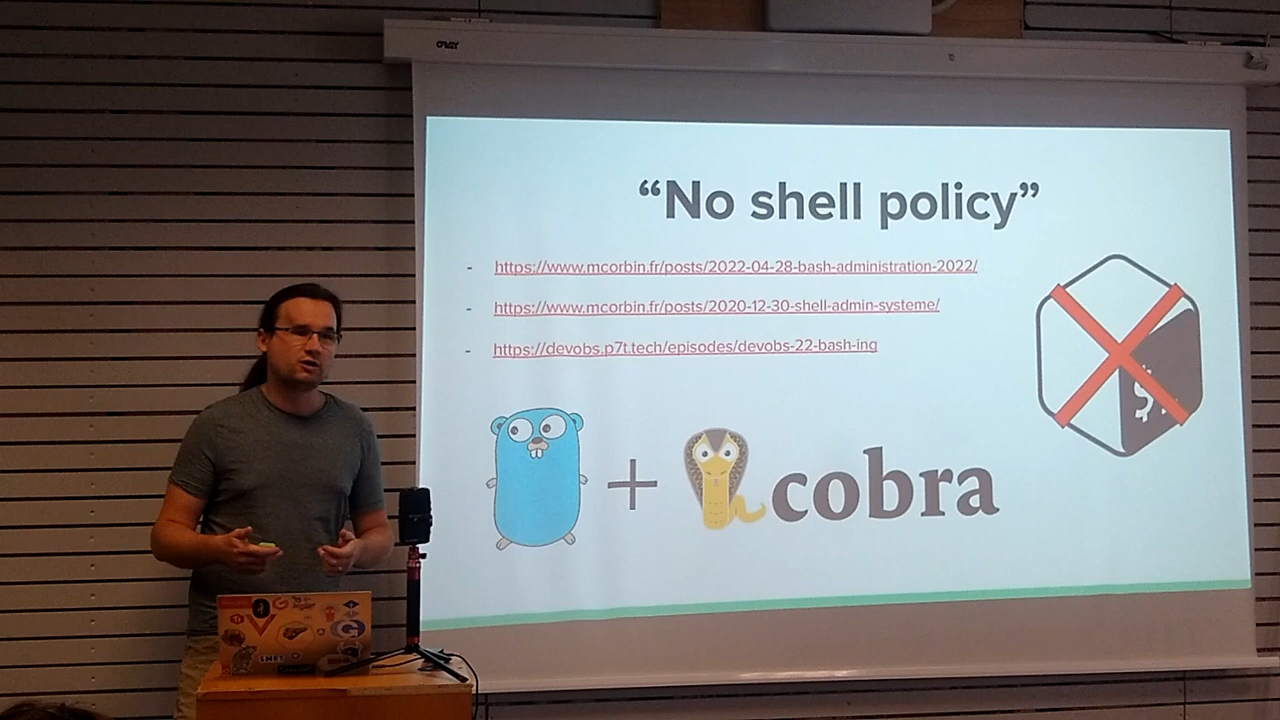 ORAY
“No shell policy”
- https://www.mcorbin.fr/posts/2022-04-28-bash-administration-2022/
- https://www.mcorbin.fr/posts/2020-12-30-shell-admin-systeme/
- https://devobs.p7t.tech/episodes/devobs-22-bash-ing
$
+ cobra